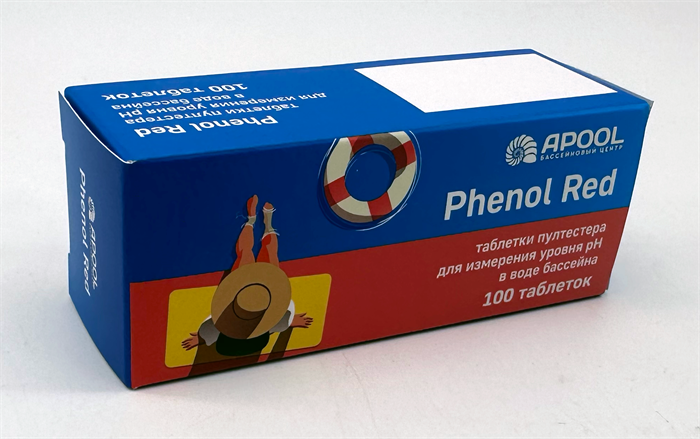 APOOL
БАССЕЙНОВЫЙ ЦЕНТР
Phenol Red
таблетки пултестера
для измерения уровня pH
в воде бассейна
100 таблеток
Phenol Red
таблетки пултестера
для измерения уровня pH
в воде бассейна
100 таблеток
APOOL
Phenol Red